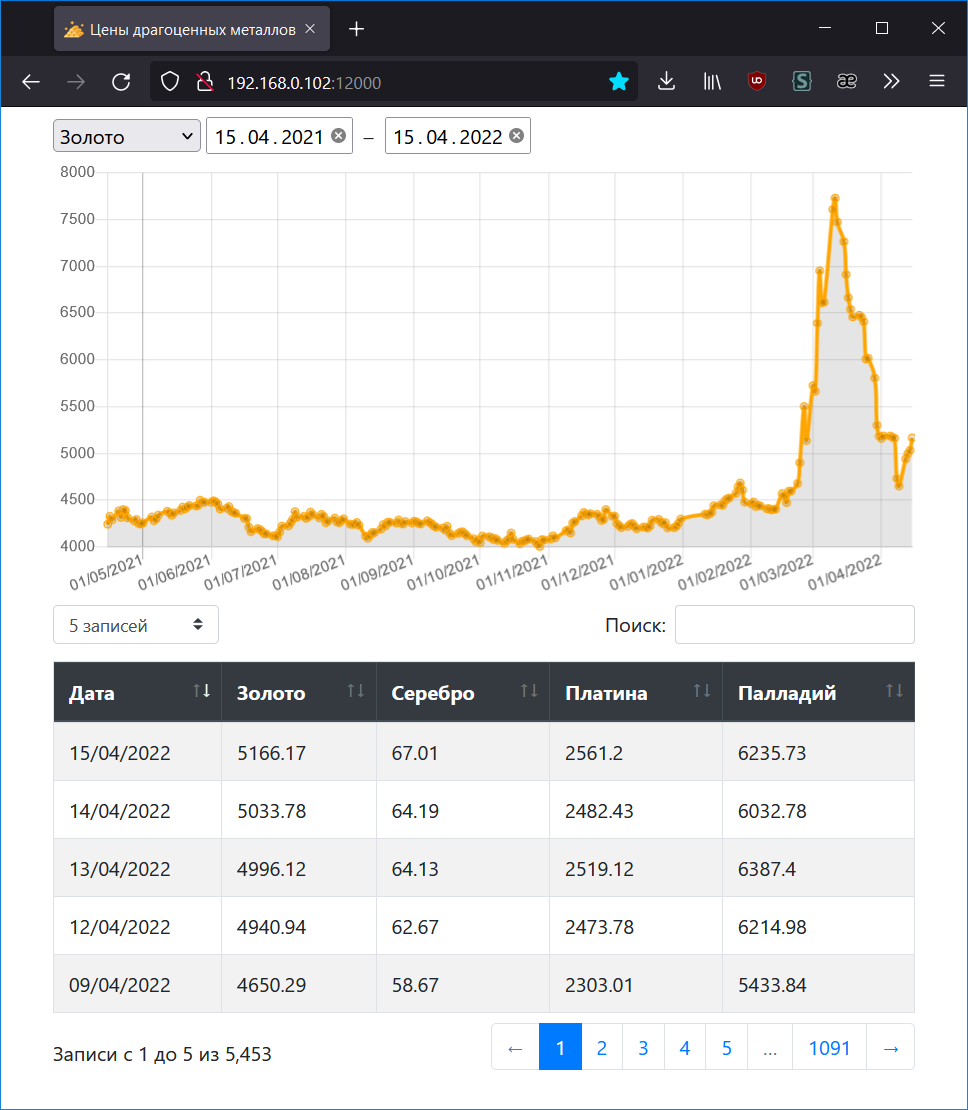 Цены драгоценных металлов
192.168.0.102:12000
Золото 15.04.2021 – 15.04.2022
8000
7500
7000
6500
6000
5500
5000
4500
4000
01/05/2021 01/06/2021 01/07/2021 01/08/2021 01/09/2021 01/10/2021 01/11/2021 01/12/2021 01/01/2022 01/02/2022 01/03/2022 01/04/2022
5 записей Поиск:
Дата Золото Серебро Платина Палладий
15/04/2022 5166.17 67.01 2561.2 6235.73
14/04/2022 5033.78 64.19 2482.43 6032.78
13/04/2022 4996.12 64.13 2519.12 6387.4
12/04/2022 4940.94 62.67 2473.78 6214.98
09/04/2022 4650.29 58.67 2303.01 5433.84
Записи с 1 до 5 из 5,453 ← 1 2 3 4 5 ... 1091 →